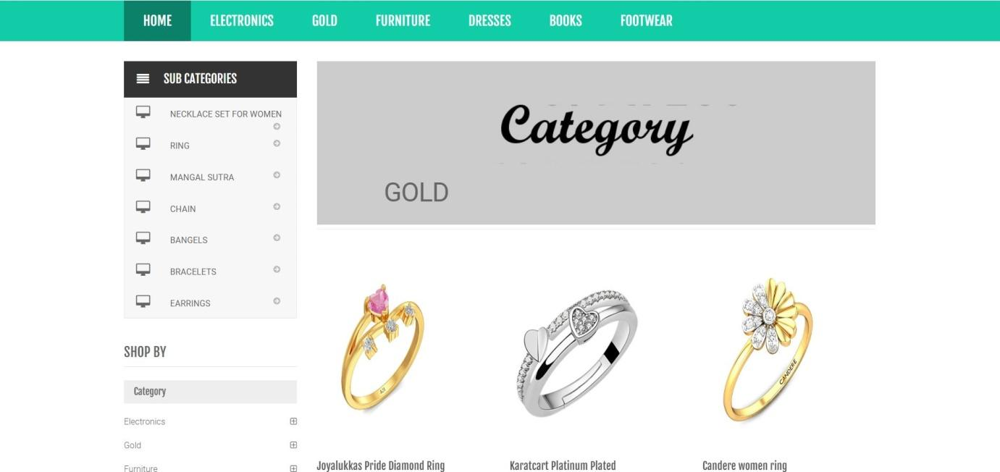 HOME ELECTRONICS GOLD FURNITURE DRESSES BOOKS FOOTWEAR
SUB CATEGORIES
NECKLACE SET FOR WOMEN
RING
MANGAL SUTRA
CHAIN
BANGELS
BRACELETS
EARRINGS
SHOP BY
Category
Electronics
Gold
Furniture
Category
GOLD
CANDERE
Joyalukkas Pride Diamond Ring
Karatcart Platinum Plated
Candere women ring